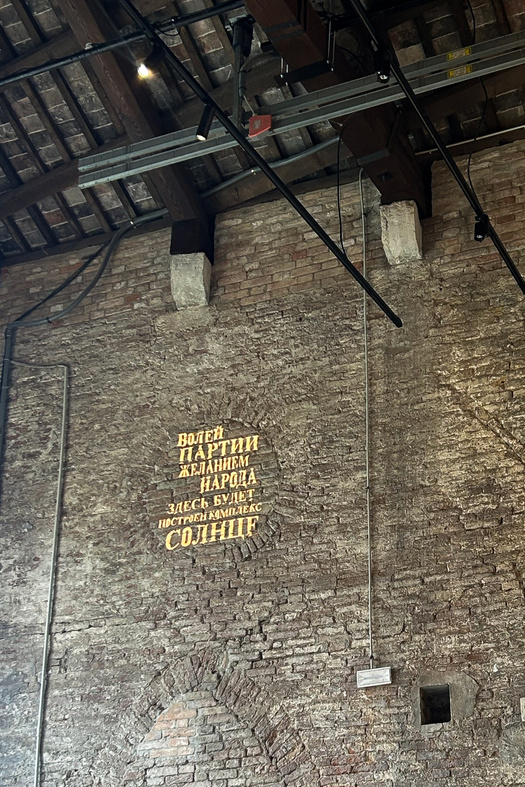 ВОЛЕЙ
ПАРТИИ
ЖЕЛАНИЕМ
НАРОДА
ЗДЕСЬ БУДЕТ
ПОСТРОЕН КОМПЛЕКС
СОЛНЦЕ